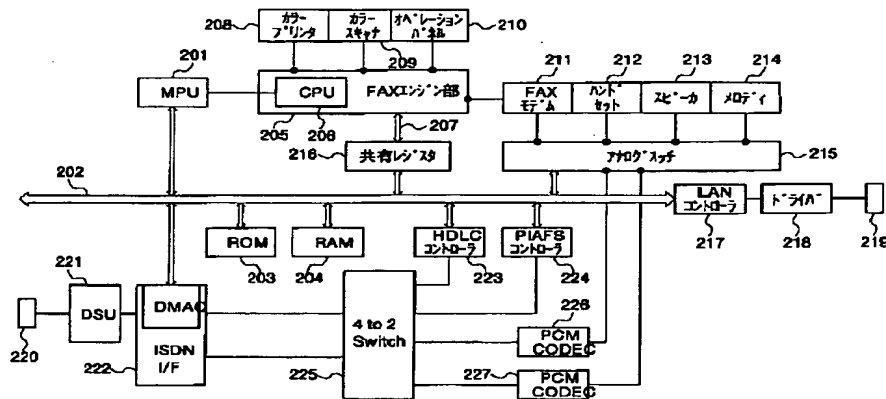 208
カラー
プリンタ
カラー
スキャナ
オペレーション
パネル
210
209
201
MPU
CPU
FAXエンジン部
205
206
207
211
212
213
214
FAX
モデム
ハンド
セット
スピーカ
メロディ
216
共有レジスタ
アナログスッチ
215
202
LAN
コントローラ
217
ドライバ
218
219
ROM
203
RAM
204
HDLC
コントローラ
223
PIAFS
コントローラ
224
221
DSU
220
DMAC
ISDN
I/F
222
4 to 2
Switch
225
226
PCM
CODEC
227
PCM
CODEC